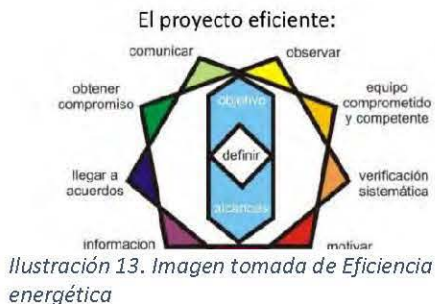 El proyecto eficiente:
comunicar
observar
obtener
compromiso
objetivo
equipo
comprometido
y competente
definir
llegar a
acuerdos
verificación
sistemática
alcances
informacion
motivar
Ilustración 13. Imagen tomada de Eficiencia
energética